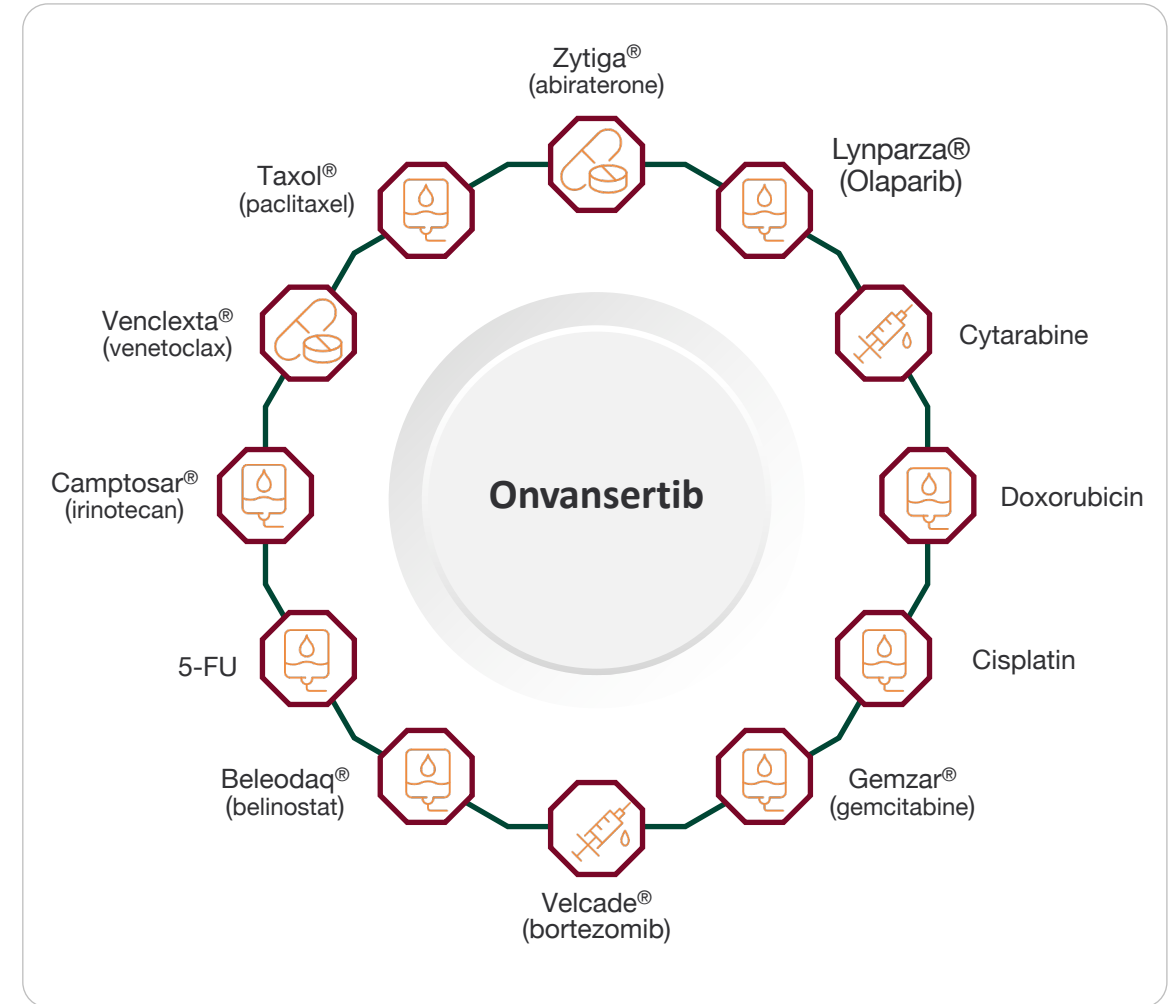 Zytiga®
(abiraterone)
Lynparza®
(Olaparib)
Taxol®
(paclitaxel)
Venclexta®
(venetoclax)
Cytarabine
Camptosar®
(irinotecan)
Onvansertib
Doxorubicin
5-FU
Cisplatin
Beleodaq®
(belinostat)
Gemzar®
(gemcitabine)
Velcade®
(bortezomib)